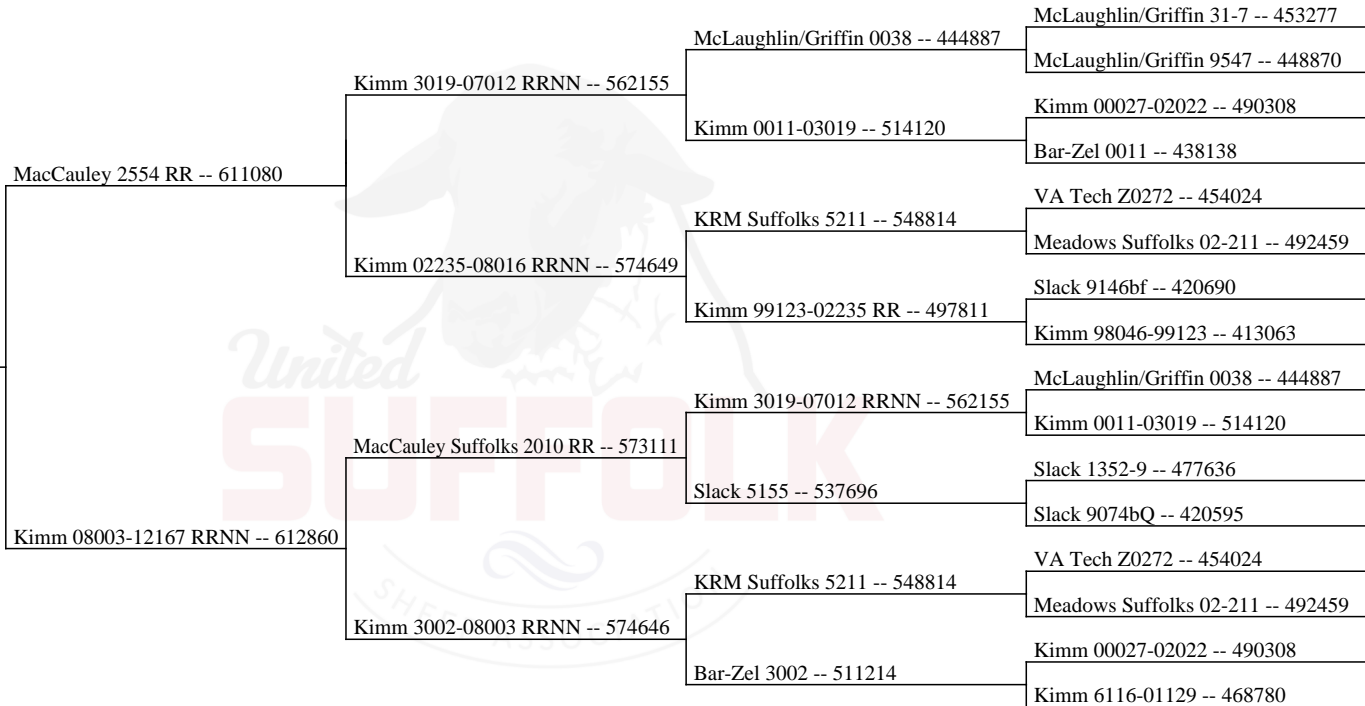 McLaughlin/Griffin 31-7 -- 453277
McLaughlin/Griffin 0038 -- 444887
McLaughlin/Griffin 9547 -- 448870
Kimm 3019-07012 RRNN -- 562155
Kimm 00027-02022 -- 490308
Kimm 0011-03019 -- 514120
Bar-Zel 0011 -- 438138
MacCauley 2554 RR -- 611080
VA Tech Z0272 -- 454024
KRM Suffolks 5211 -- 548814
Meadows Suffolks 02-211 -- 492459
Kimm 02235-08016 RRNN -- 574649
Slack 9146bf -- 420690
Kimm 99123-02235 RR -- 497811
Kimm 98046-99123 -- 413063
United
SUFFOLK
SHEEP ASSOCIATION
McLaughlin/Griffin 0038 -- 444887
Kimm 3019-07012 RRNN -- 562155
Kimm 0011-03019 -- 514120
MacCauley Suffolks 2010 RR -- 573111
Slack 1352-9 -- 477636
Slack 5155 -- 537696
Slack 9074bQ -- 420595
Kimm 08003-12167 RRNN -- 612860
VA Tech Z0272 -- 454024
KRM Suffolks 5211 -- 548814
Meadows Suffolks 02-211 -- 492459
Kimm 3002-08003 RRNN -- 574646
Kimm 00027-02022 -- 490308
Bar-Zel 3002 -- 511214
Kimm 6116-01129 -- 468780